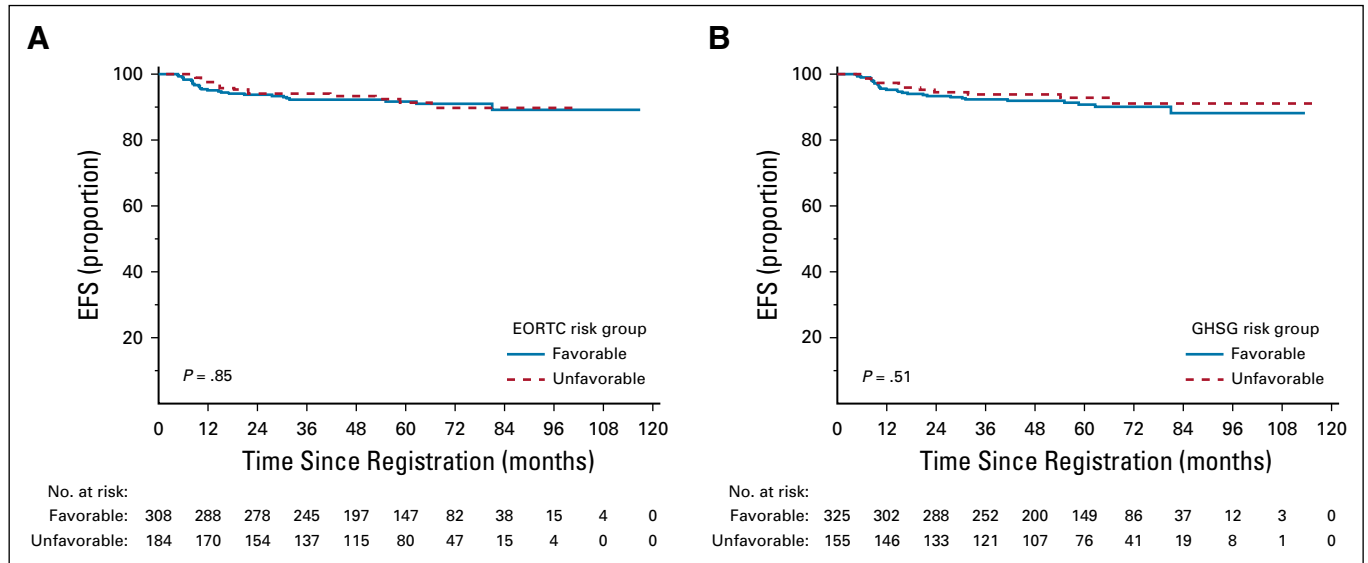 A
100
80
60
40
20
EFS (proportion)
EORTC risk group
Favorable
Unfavorable
P = .85
0 12 24 36 48 60 72 84 96 108 120
Time Since Registration (months)
No. at risk:
Favorable: 308 288 278 245 197 147 82 38 15 4 0
Unfavorable: 184 170 154 137 115 80 47 15 4 0 0
B
100
80
60
40
20
EFS (proportion)
GHSG risk group
Favorable
Unfavorable
P = .51
0 12 24 36 48 60 72 84 96 108 120
Time Since Registration (months)
No. at risk:
Favorable: 325 302 288 252 200 149 86 37 12 3 0
Unfavorable: 155 146 133 121 107 76 41 19 8 1 0